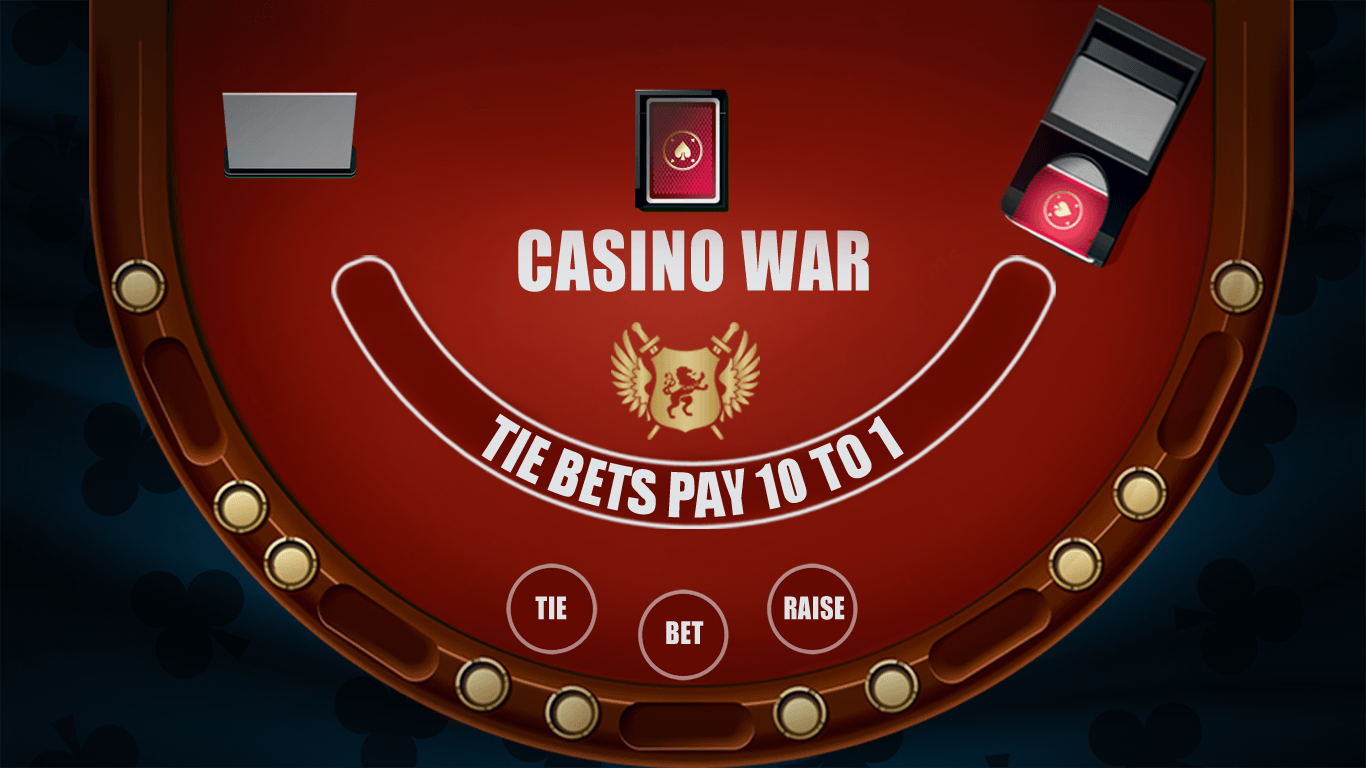 CASINO WAR
TIE BETS PAY 10 TO 1
TIE
BET
RAISE